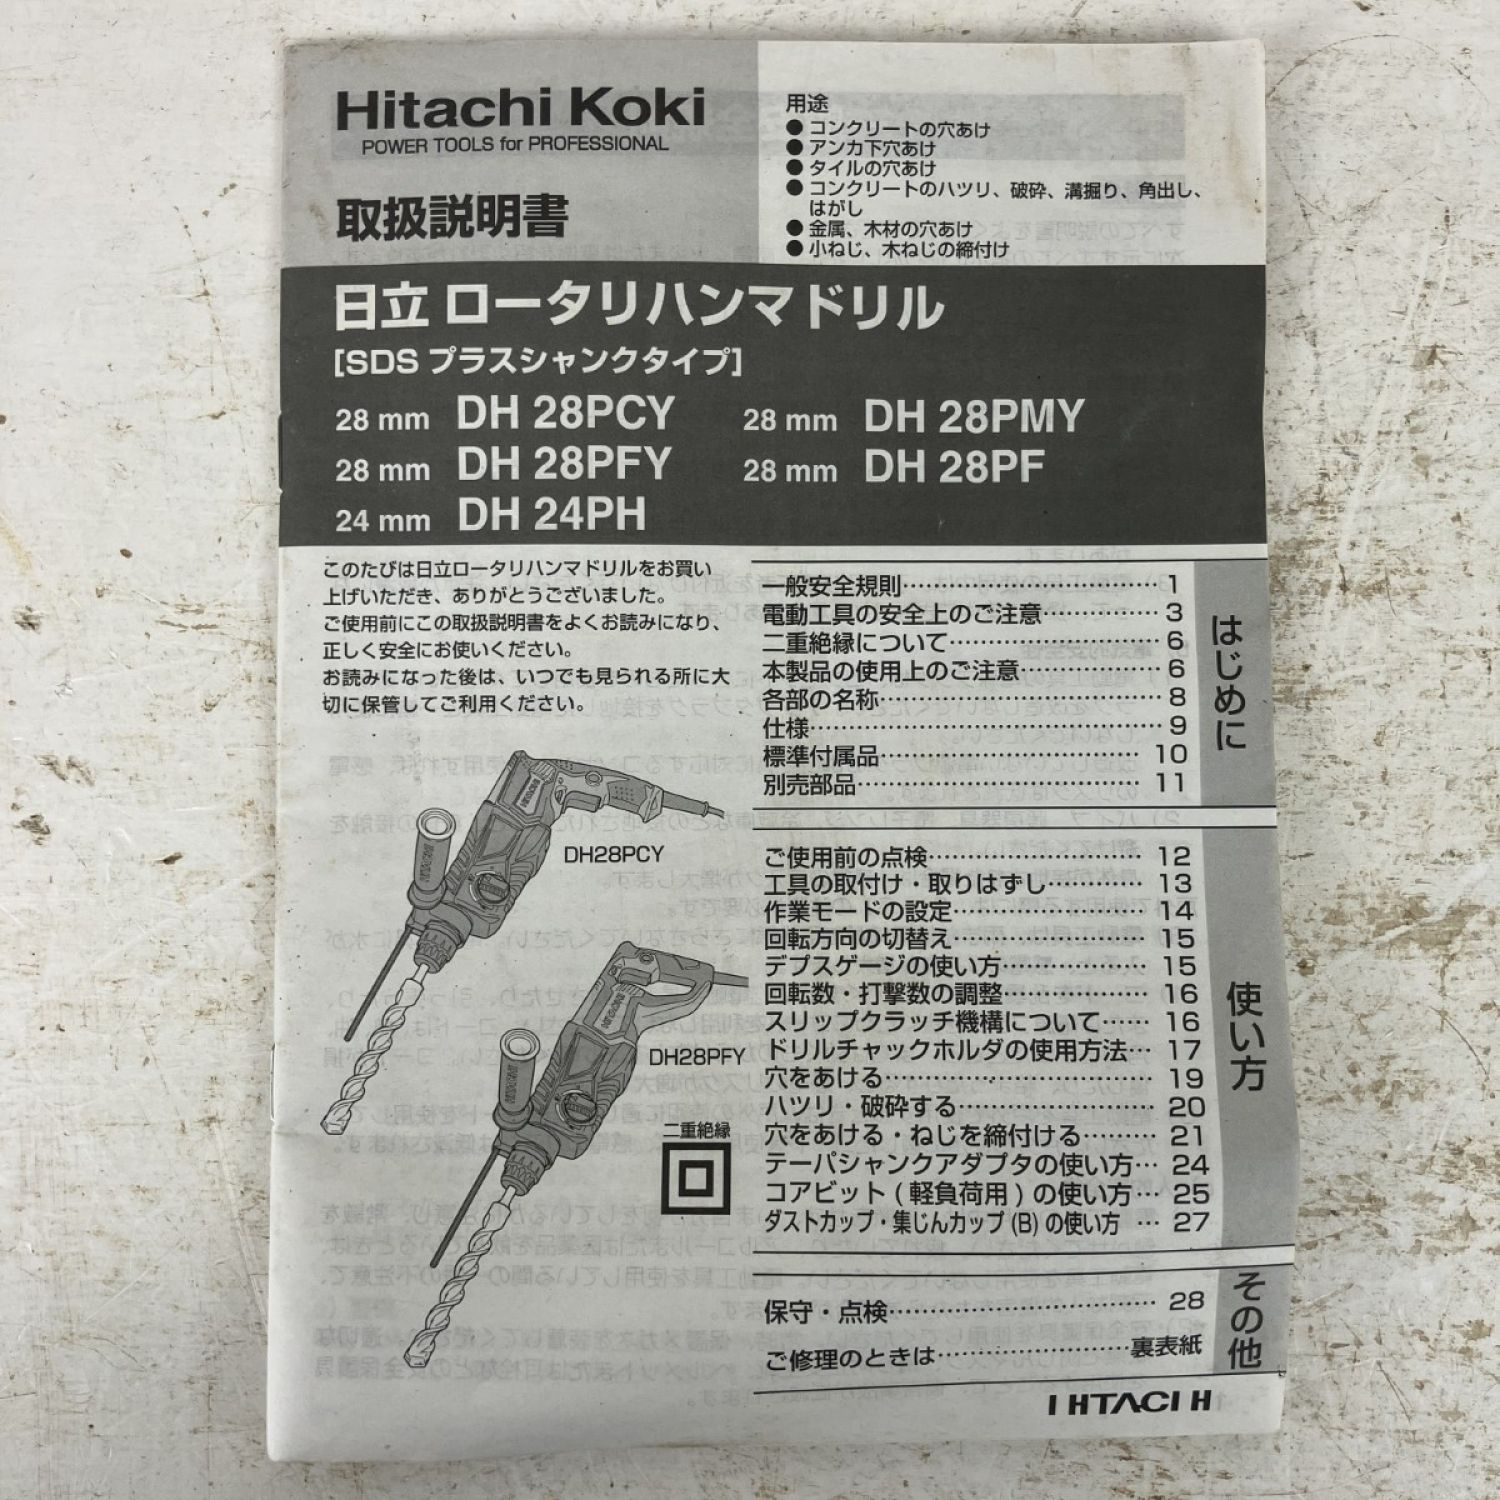 Hitachi Koki
POWER TOOLS for PROFESSIONAL
取扱説明書
用途
● コンクリートの穴あけ
● アンカ下穴あけ
● タイルの穴あけ
● コンクリートのハツリ、破砕、溝掘り、角出し、
はがし
● 金属、木材の穴あけ
● 小ねじ、木ねじの締付け
日立 ロータリハンマドリル
[SDS プラスシャンクタイプ]
28 mm DH 28PCY 28 mm DH 28PMY
28 mm DH 28PFY 28 mm DH 28PF
24 mm DH 24PH
このたびは日立ロータリハンマドリルをお買い
上げいただき、ありがとうございました。
ご使用前にこの取扱説明書をよくお読みになり、
正しく安全にお使いください。
お読みになった後は、いつでも見られる所に大
切に保管してご利用ください。
HITACHI
HITACHI
DH28PCY
HITACHI
HITACHI
DH28PFY
二重絶縁
はじめに
一般安全規則……………………………1
電動工具の安全上のご注意……………3
二重絶縁について………………………6
本製品の使用上のご注意………………6
各部の名称………………………………8
仕様………………………………………9
標準付属品……………………………10
別売部品………………………………11
使い方
ご使用前の点検………………………12
工具の取付け・取りはずし…………13
作業モードの設定……………………14
回転方向の切替え……………………15
デプスゲージの使い方………………15
回転数・打撃数の調整………………16
スリップクラッチ機構について……16
ドリルチャックホルダの使用方法…17
穴をあける……………………………19
ハツリ・破砕する……………………20
穴をあける・ねじを締付ける………21
テーパシャンクアダプタの使い方…24
コアビット(軽負荷用)の使い方…25
ダストカップ・集じんカップ(B)の使い方…27
その他
保守・点検……………………………28
ご修理のときは……………………裏表紙
HITACHI